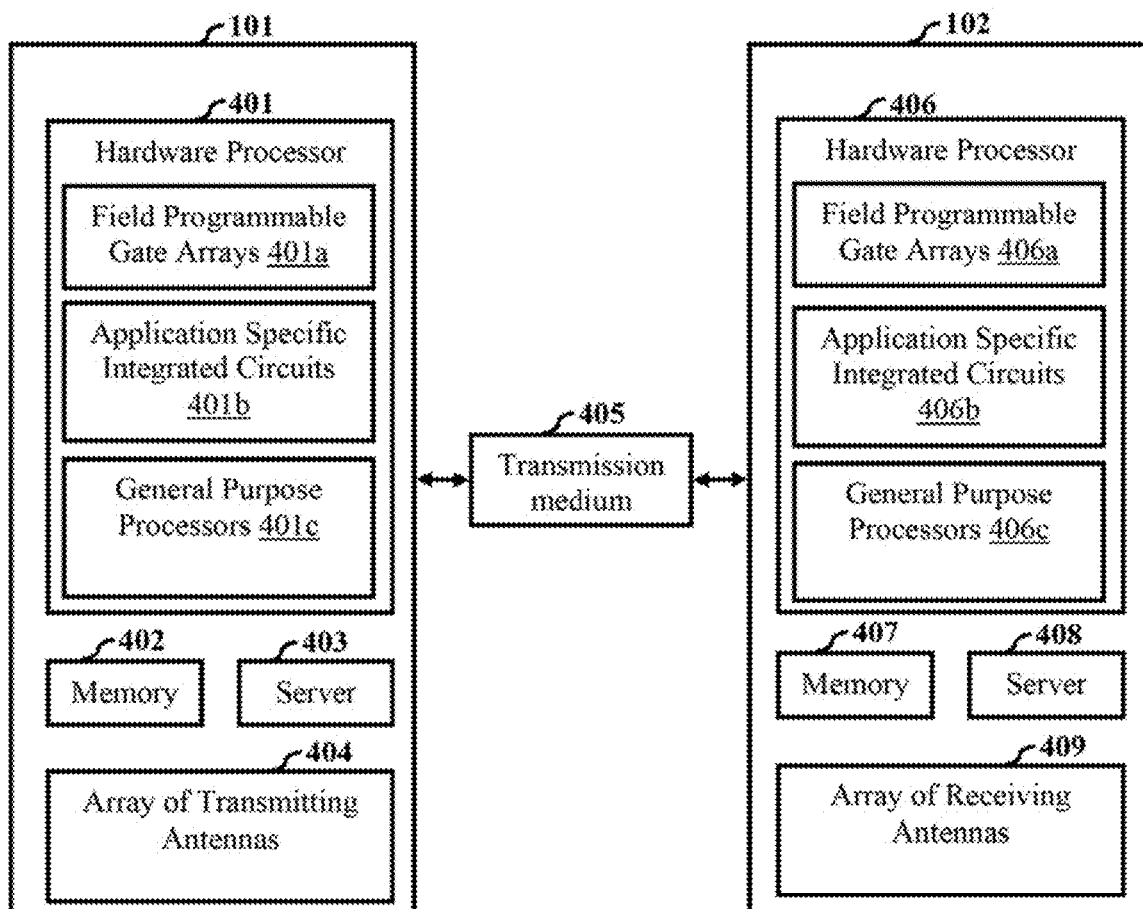 101
401
Hardware Processor
Field Programmable
Gate Arrays 401a
Application Specific
Integrated Circuits
401b
General Purpose
Processors 401c
402
Memory
403
Server
404
Array of Transmitting
Antennas
405
Transmission
medium
102
406
Hardware Processor
Field Programmable
Gate Arrays 406a
Application Specific
Integrated Circuits
406b
General Purpose
Processors 406c
407
Memory
408
Server
409
Array of Receiving
Antennas